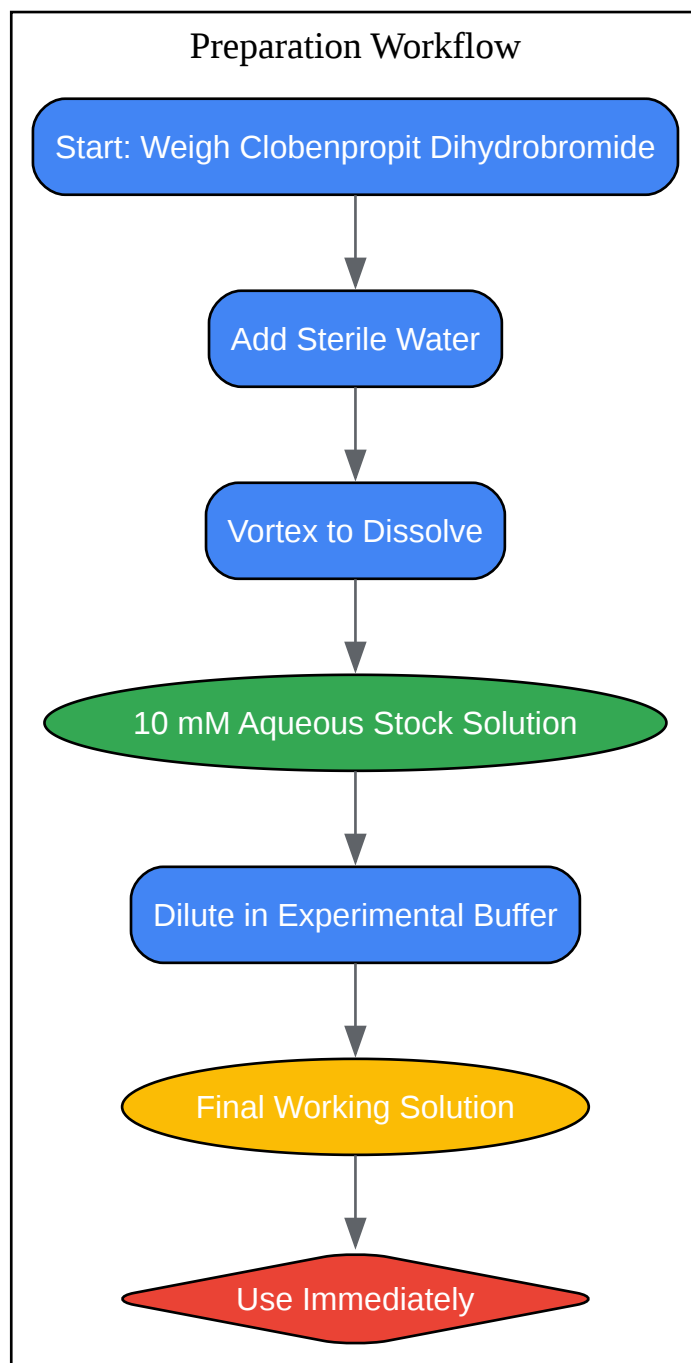 Preparation Workflow
Start: Weigh Clobenpropit Dihydrobromide
Add Sterile Water
Vortex to Dissolve
10 mM Aqueous Stock Solution
Dilute in Experimental Buffer
Final Working Solution
Use Immediately